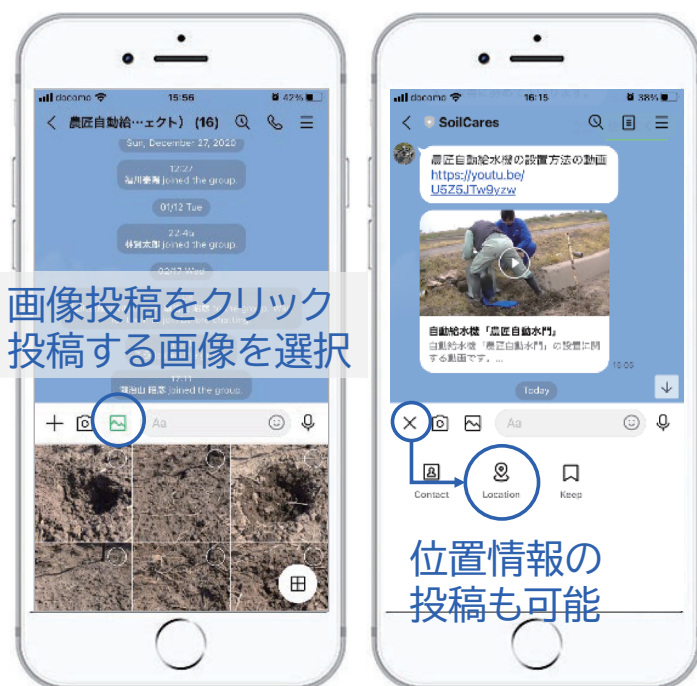 docomo 15:56 42%
農匠自動給…ェクト) (16)
Sun, December 27, 2020
12:27
joined the group.
01/12 Tue
22:45
林賢太郎 joined the group.
02/17 Wed
画像投稿をクリック
投稿する画像を選択
joined the group.
Aa
docomo 16:15 38%
SoilCares
農匠自動給水機の設置方法の動画
https://youtu.be/
U5Z5JTw9yzw
自動給水機「農匠自動水門」
自動給水機「農匠自動水門」の設置に関
する動画です。...
16:05
Today
Aa
Contact
Location
Keep
位置情報の
投稿も可能